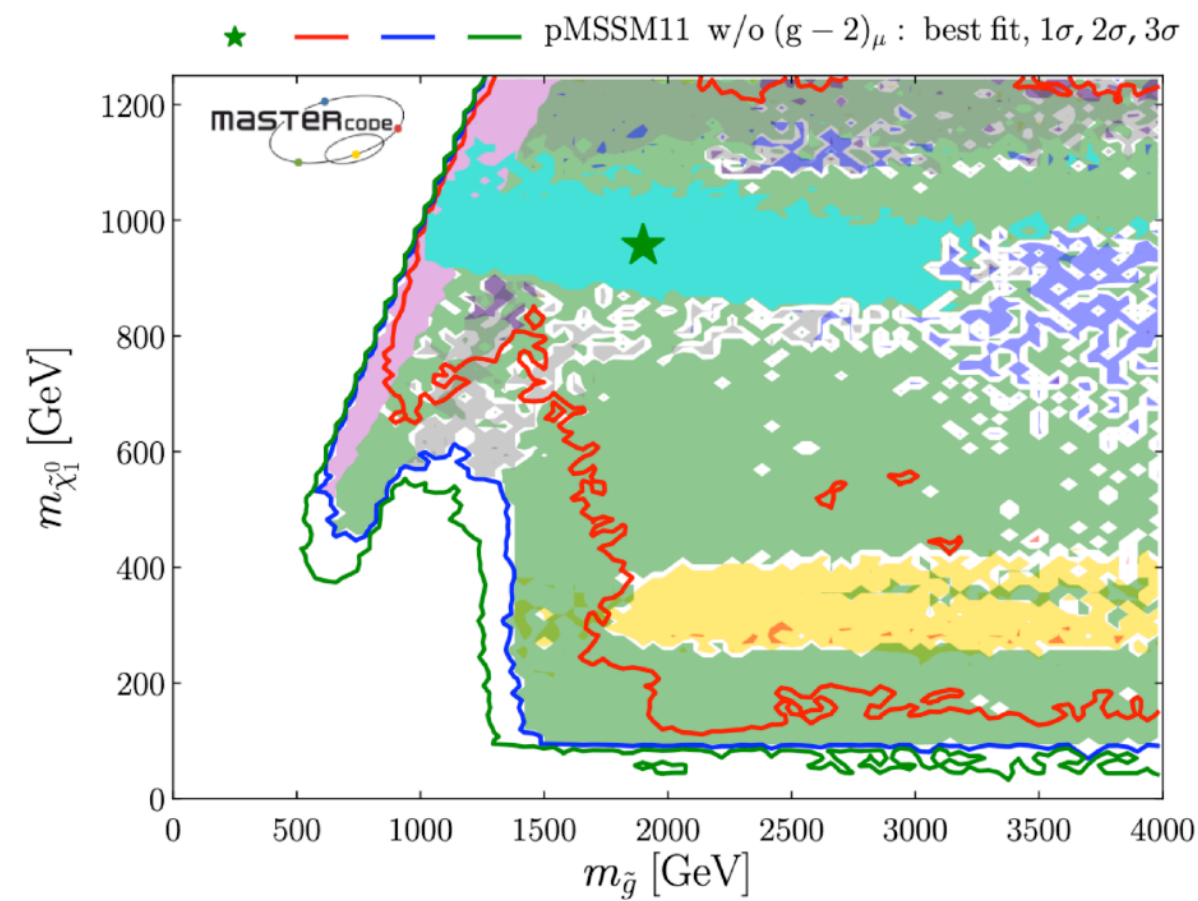 pMSSM11 w/o (g − 2)μ : best fit, 1σ, 2σ, 3σ
MASTERCODE
1200
1000
800
600
400
200
0
mχ̃⁰₁ [GeV]
0 500 1000 1500 2000 2500 3000 3500 4000
mg̃ [GeV]